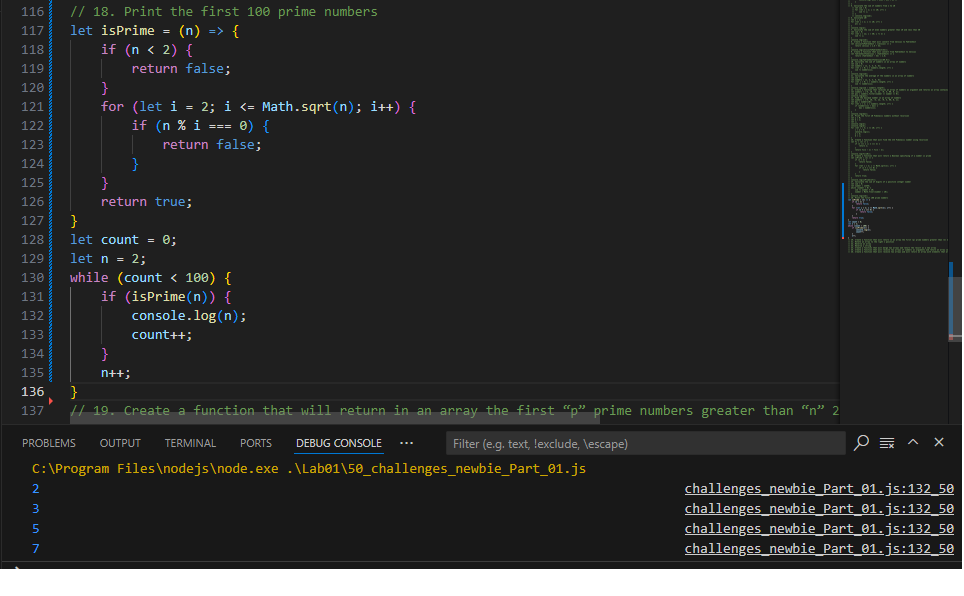 116 // 18. Print the first 100 prime numbers
117 let isPrime = (n) => {
118 if (n < 2) {
119 return false;
120 }
121 for (let i = 2; i <= Math.sqrt(n); i++) {
122 if (n % i === 0) {
123 return false;
124 }
125 }
126 return true;
127 }
128 let count = 0;
129 let n = 2;
130 while (count < 100) {
131 if (isPrime(n)) {
132 console.log(n);
133 count++;
134 }
135 n++;
136 }
137 // 19. Create a function that will return in an array the first “p” prime numbers greater than “n” 2
PROBLEMS OUTPUT TERMINAL PORTS DEBUG CONSOLE ··· Filter (e.g. text, !exclude, \escape)
C:\Program Files\nodejs\node.exe .\Lab01\50_challenges_newbie_Part_01.js
2 challenges_newbie_Part_01.js:132_50
3 challenges_newbie_Part_01.js:132_50
5 challenges_newbie_Part_01.js:132_50
7 challenges_newbie_Part_01.js:132_50